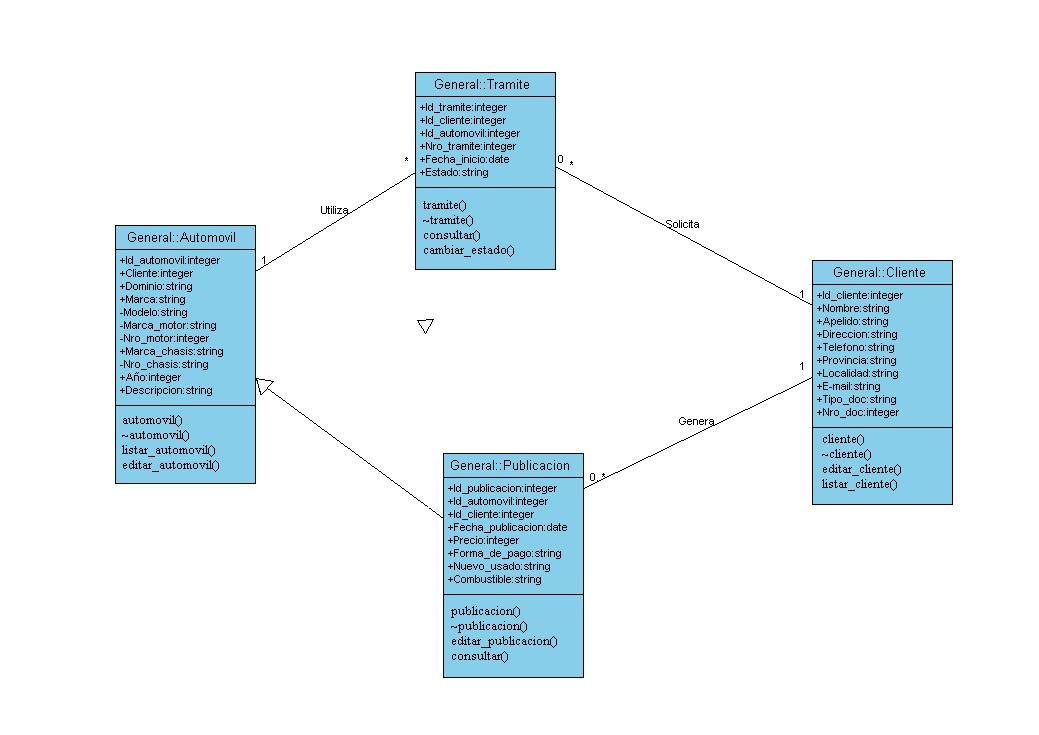 General::Tramite
+Id_tramite:integer
+Id_cliente:integer
+Id_automovil:integer
+Nro_tramite:integer
+Fecha_inicio:date
+Estado:string
tramite()
~tramite()
consultar()
cambiar_estado()
*
0 *
Utiliza
Solicita
1
1
General::Automovil
+Id_automovil:integer
+Cliente:integer
+Dominio:string
+Marca:string
-Modelo:string
-Marca_motor:string
-Nro_motor:integer
+Marca_chasis:string
-Nro_chasis:string
+Año:integer
+Descripcion:string
automovil()
~automovil()
listar_automovil()
editar_automovil()
General::Cliente
+Id_cliente:integer
+Nombre:string
+Apelido:string
+Direccion:string
+Telefono:string
+Provincia:string
+Localidad:string
+E-mail:string
+Tipo_doc:string
+Nro_doc:integer
cliente()
~cliente()
editar_cliente()
listar_cliente()
1
Genera
0..*
General::Publicacion
+Id_publicacion:integer
+Id_automovil:integer
+Id_cliente:integer
+Fecha_publicacion:date
+Precio:integer
+Forma_de_pago:string
+Nuevo_usado:string
+Combustible:string
publicacion()
~publicacion()
editar_publicacion()
consultar()